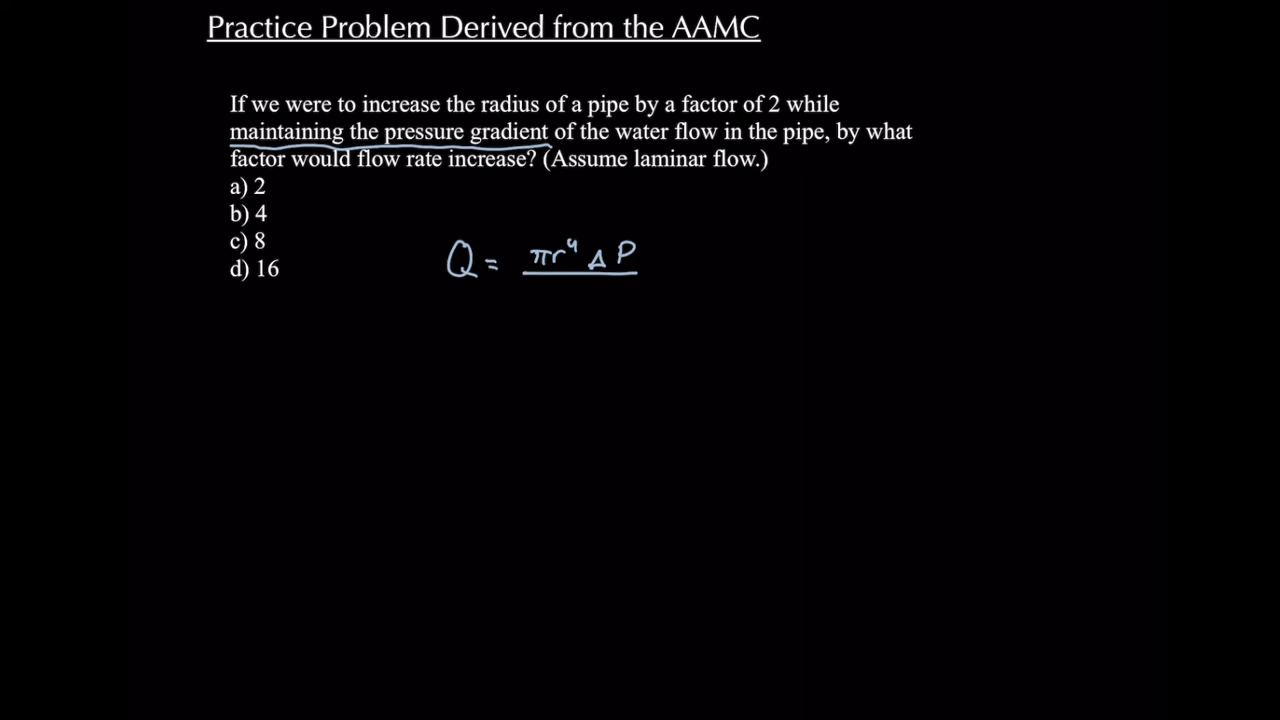 Practice Problem Derived from the AAMC
If we were to increase the radius of a pipe by a factor of 2 while
maintaining the pressure gradient of the water flow in the pipe, by what
factor would flow rate increase? (Assume laminar flow.)
a) 2
b) 4
c) 8
d) 16
Q = πr⁴ Δ P